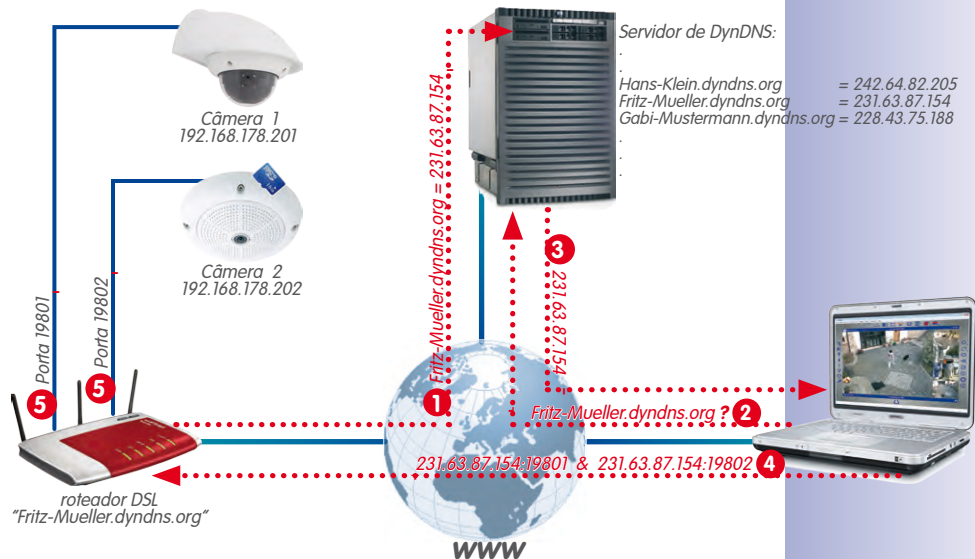 Servidor de DynDNS:
.
.
Hans-Klein.dyndns.org = 242.64.82.205
Fritz-Mueller.dyndns.org = 231.63.87.154
Gabi-Mustermann.dyndns.org = 228.43.75.188
.
.
.
Câmera 1
192.168.178.201
Câmera 2
192.168.178.202
Porta 19801
Porta 19802
5
5
1
Fritz-Mueller.dyndns.org = 231.63.87.154
3
231.63.87.154
Fritz-Mueller.dyndns.org ? 2
231.63.87.154:19801 & 231.63.87.154:19802 4
roteador DSL
"Fritz-Mueller.dyndns.org"
WWW